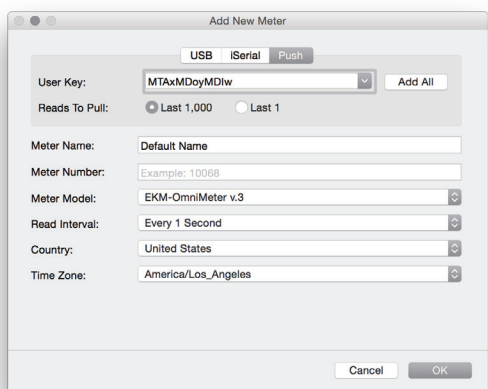 Add New Meter
USB iSerial Push
User Key: MTAxMDoyMDIw Add All
Reads To Pull: Last 1,000 Last 1
Meter Name: Default Name
Meter Number: Example: 10068
Meter Model: EKM-OmniMeter v.3
Read Interval: Every 1 Second
Country: United States
Time Zone: America/Los_Angeles
Cancel OK